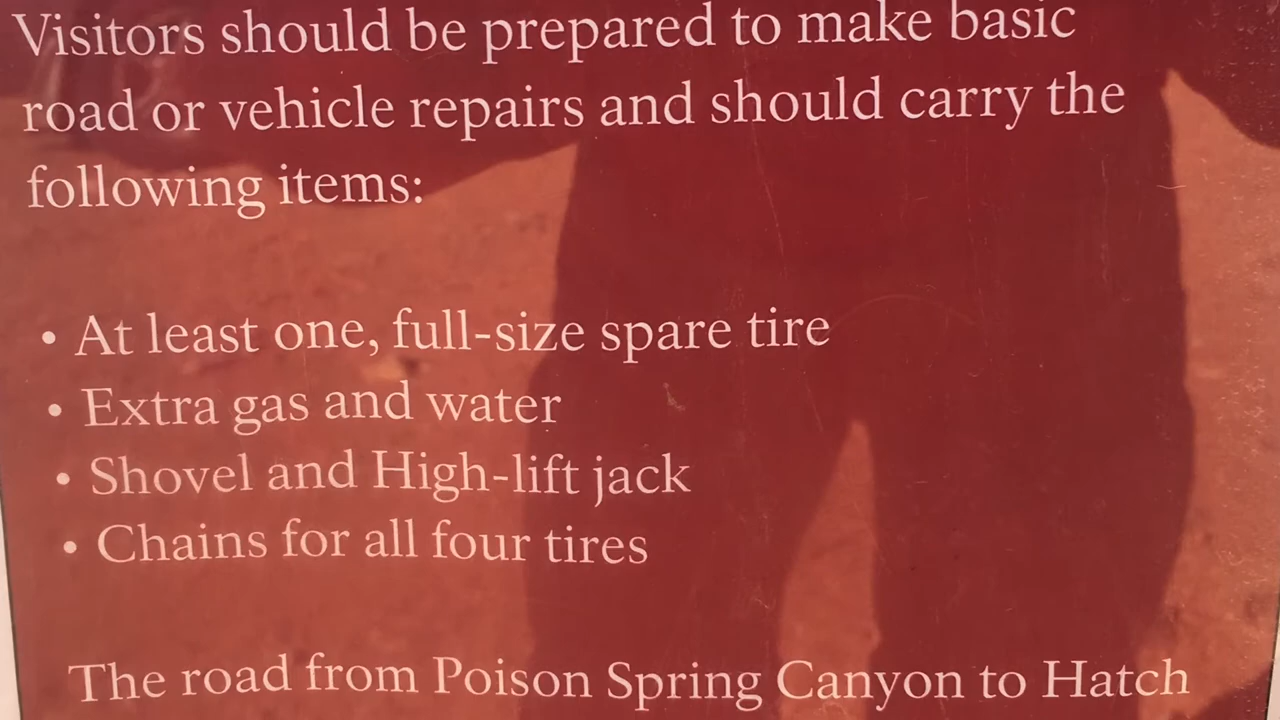 Visitors should be prepared to make basic
road or vehicle repairs and should carry the
following items:
• At least one, full-size spare tire
• Extra gas and water
• Shovel and High-lift jack
• Chains for all four tires
The road from Poison Spring Canyon to Hatch